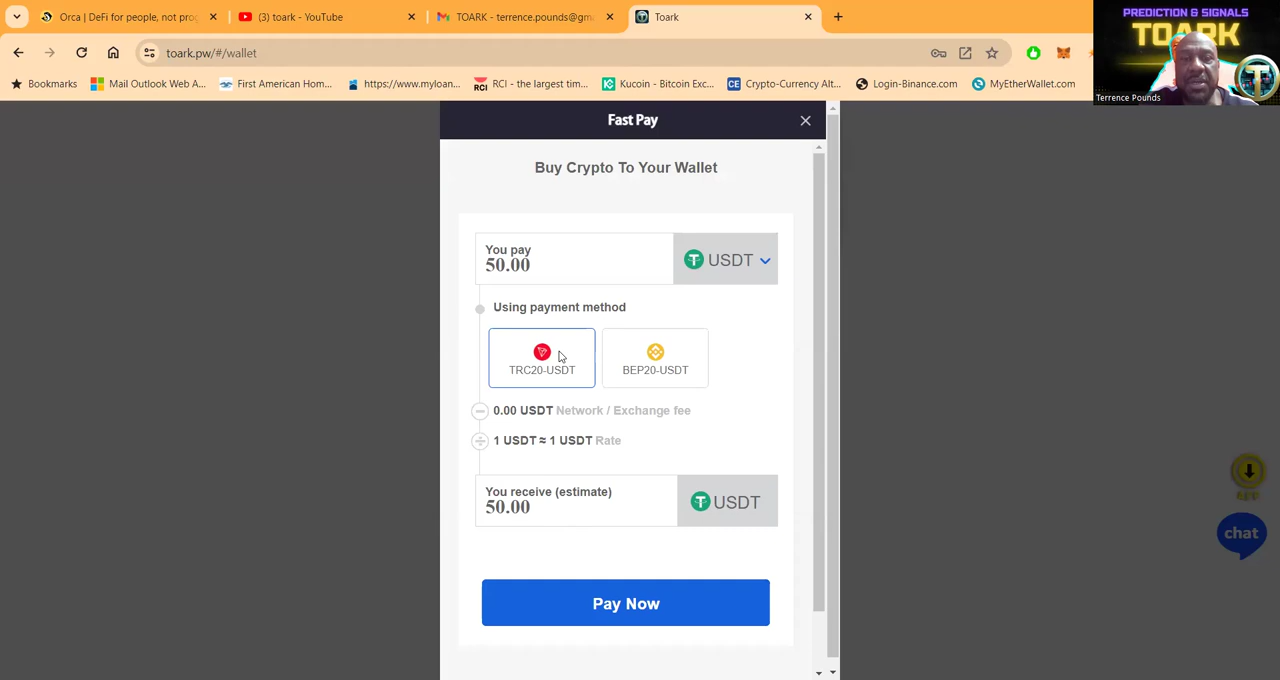 Orca | DeFi for people, not prog
(3) toark - YouTube
TOARK - terrence.pounds@gm
Toark
toark.pw/#/wallet
Bookmarks
Mail Outlook Web A...
First American Hom...
https://www.myloan...
RCI - the largest tim...
Kucoin - Bitcoin Exc...
Crypto-Currency Alt...
Login-Binance.com
MyEtherWallet.com
PREDICTION & SIGNALS
TOARK
Terrence Pounds
Fast Pay
Buy Crypto To Your Wallet
You pay
50.00
USDT
Using payment method
TRC20-USDT
BEP20-USDT
0.00 USDT Network / Exchange fee
1 USDT ≈ 1 USDT Rate
You receive (estimate)
50.00
USDT
Pay Now
APP
chat